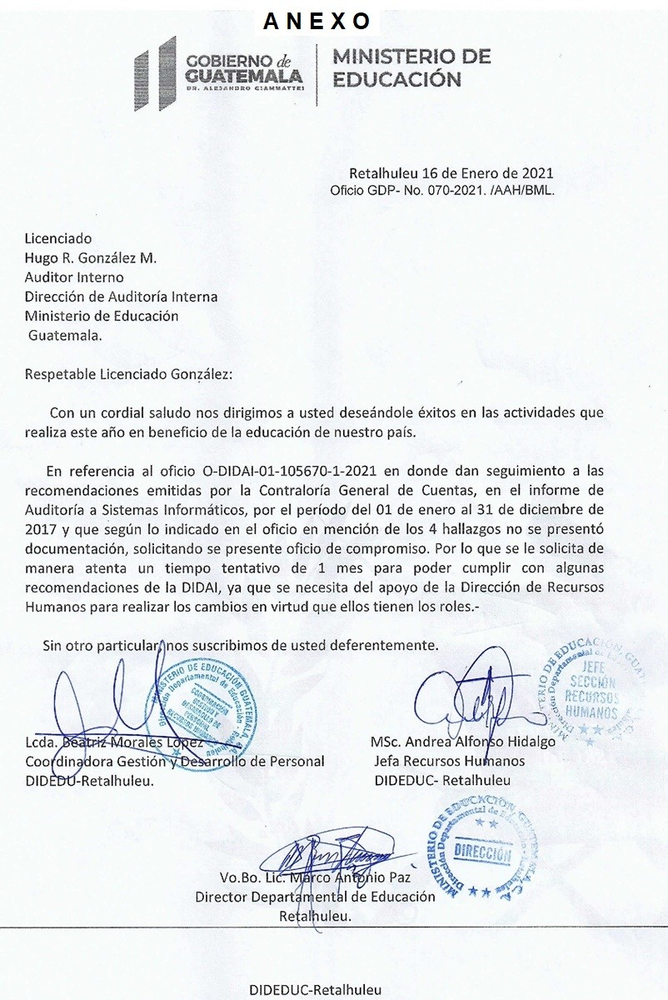 ANEXO
GOBIERNO de
GUATEMALA
DR. ALEJANDRO GIAMMATTEI
MINISTERIO DE
EDUCACIÓN
Retalhuleu 16 de Enero de 2021
Oficio GDP- No. 070-2021. /AAH/BML.
Licenciado
Hugo R. González M.
Auditor Interno
Dirección de Auditoría Interna
Ministerio de Educación
Guatemala.
Respetable Licenciado González:
Con un cordial saludo nos dirigimos a usted deseándole éxitos en las actividades que
realiza este año en beneficio de la educación de nuestro país.
En referencia al oficio O-DIDAI-01-105670-1-2021 en donde dan seguimiento a las
recomendaciones emitidas por la Contraloría General de Cuentas, en el informe de
Auditoría a Sistemas Informáticos, por el período del 01 de enero al 31 de diciembre de
2017 y que según lo indicado en el oficio en mención de los 4 hallazgos no se presentó
documentación, solicitando se presente oficio de compromiso. Por lo que se le solicita de
manera atenta un tiempo tentativo de 1 mes para poder cumplir con algunas
recomendaciones de la DIDAI, ya que se necesita del apoyo de la Dirección de Recursos
Humanos para realizar los cambios en virtud que ellos tienen los roles.-
Sin otro particular, nos suscribimos de usted deferentemente.
MINISTERIO DE EDUCACIÓN GUATEMALA, C.A.
Dirección Departamental de Educación
COORDINACIÓN
GESTIÓN Y
DESARROLLO DE
PERSONAL
MINISTERIO DE EDUCACIÓN, GUATEMALA, C.A.
Dirección Departamental de
JEFE
SECCIÓN
RECURSOS
HUMANOS
Lcda. Beatriz Morales López
Coordinadora Gestión y Desarrollo de Personal
DIDEDU-Retalhuleu.
MSc. Andrea Alfonso Hidalgo
Jefa Recursos Humanos
DIDEDUC- Retalhuleu
MINISTERIO DE EDUCACIÓN, GUATEMALA, C.A.
Dirección Departamental de Educación
DIRECCIÓN
Vo.Bo. Lic. Marco Antonio Paz
Director Departamental de Educación
Retalhuleu.
DIDEDUC-Retalhuleu